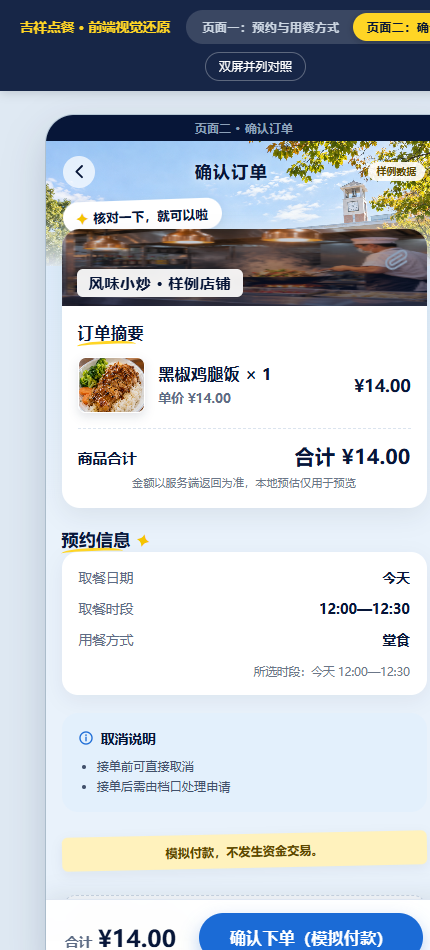 吉祥点餐 • 前端视觉还原
页面一：预约与用餐方式
页面二：确
双屏并列对照
页面二 • 确认订单
确认订单
样例数据
核对一下，就可以啦
风味小炒 • 样例店铺
订单摘要
黑椒鸡腿饭 × 1
单价 ¥14.00
¥14.00
商品合计
合计 ¥14.00
金额以服务端返回为准，本地预估仅用于预览
预约信息
取餐日期
今天
取餐时段
12:00—12:30
用餐方式
堂食
所选时段：今天 12:00—12:30
取消说明
• 接单前可直接取消
• 接单后需由档口处理申请
模拟付款，不发生资金交易。
合计 ¥14.00
确认下单（模拟付款）